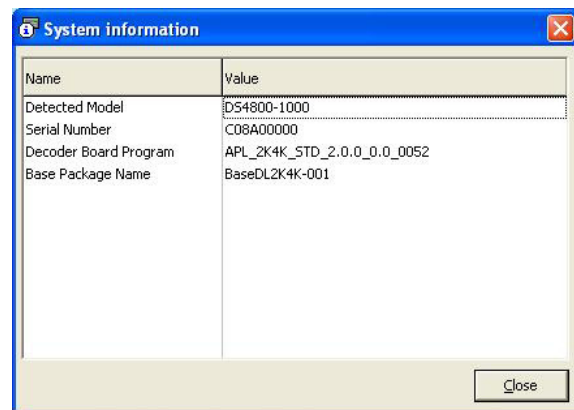 System information
Name Value
Detected Model DS4800-1000
Serial Number C08A00000
Decoder Board Program APL_2K4K_STD_2.0.0_0.0_0052
Base Package Name BaseDL2K4K-001
Close